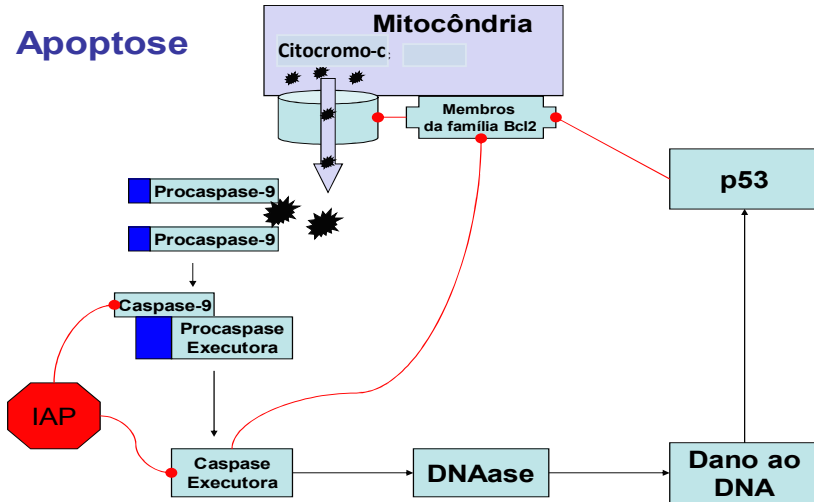 Apoptose
Mitocôndria
Citocromo-c
Membros
da família Bcl2
p53
Procaspase-9
Procaspase-9
Caspase-9
Procaspase
Executora
IAP
Caspase
Executora
DNAase
Dano ao
DNA